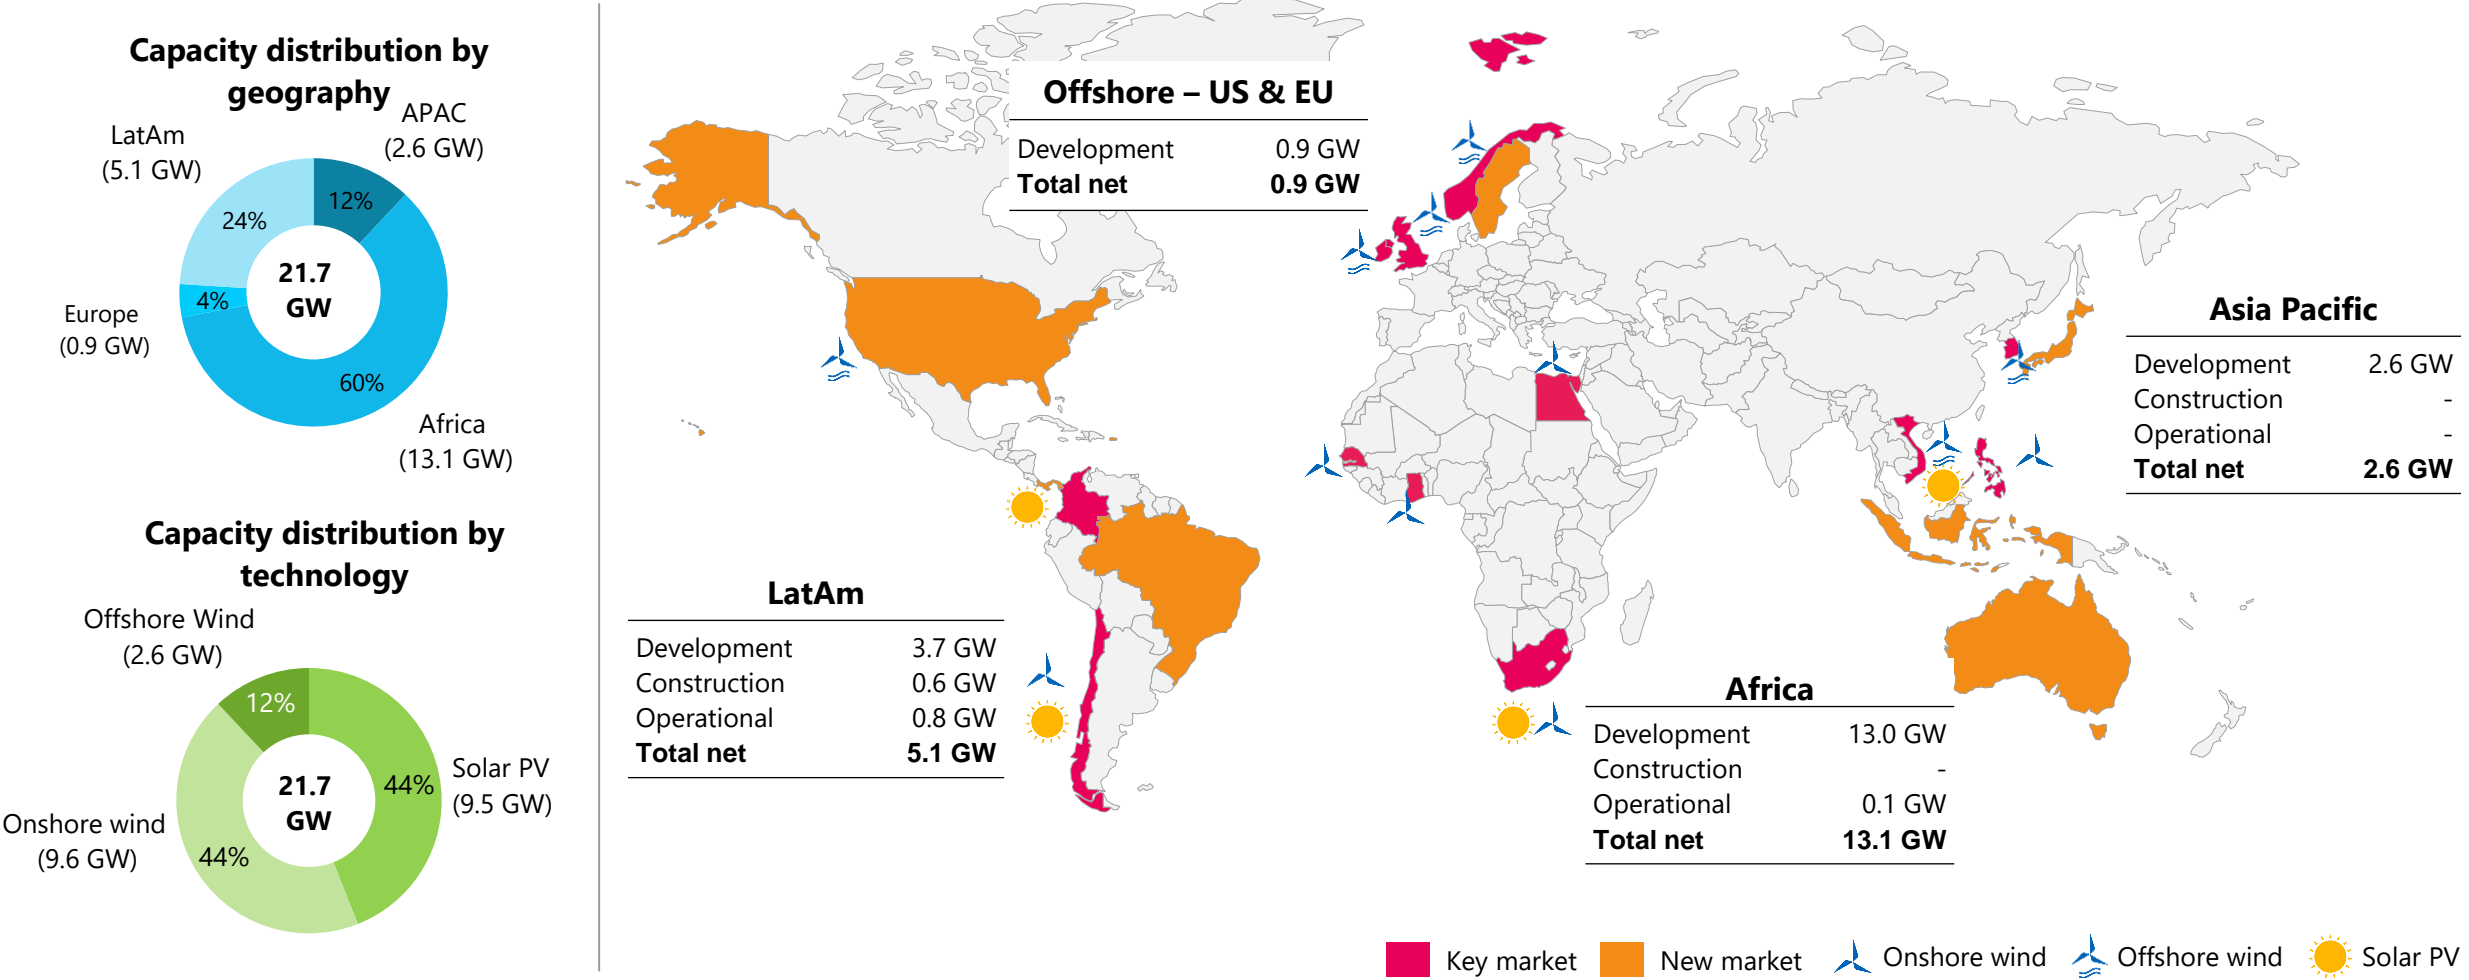 Capacity distribution by
geography
APAC
(2.6 GW)
LatAm
(5.1 GW)
12%
24%
21.7
GW
4%
Europe
(0.9 GW)
60%
Africa
(13.1 GW)
Capacity distribution by
technology
Offshore Wind
(2.6 GW)
12%
Solar PV
(9.5 GW)
44%
21.7
GW
Onshore wind
(9.6 GW)
44%
Offshore – US & EU
Development 0.9 GW
Total net 0.9 GW
Asia Pacific
Development 2.6 GW
Construction -
Operational -
Total net 2.6 GW
LatAm
Development 3.7 GW
Construction 0.6 GW
Operational 0.8 GW
Total net 5.1 GW
Africa
Development 13.0 GW
Construction -
Operational 0.1 GW
Total net 13.1 GW
Key market New market Onshore wind Offshore wind Solar PV